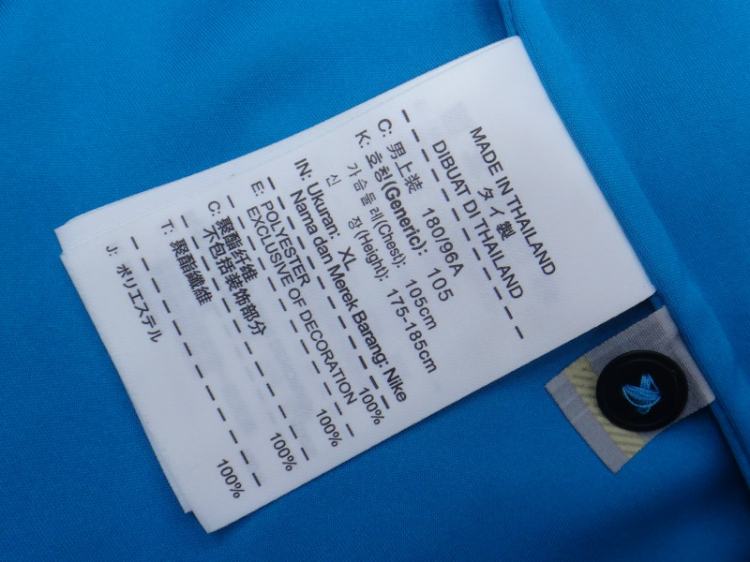 MADE IN THAILAND
タイ製
DIBUAT DI THAILAND
C: 男上装 180/96A
K: 호칭(Generic): 105
가슴둘레(Chest): 105cm
신 장(Height): 175-185cm
IN: Ukuran: XL
Nama dan Merek Barang: Nike
E: POLYESTER 100%
EXCLUSIVE OF DECORATION
C: 聚酯纤维 100%
不包括装饰部分
T: 聚酯纖維 100%
J: ポリエステル 100%